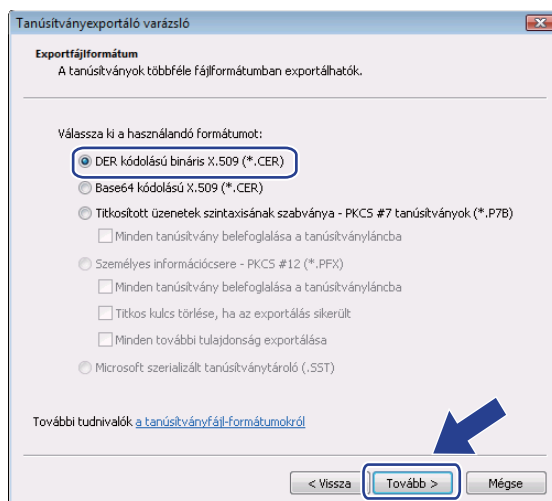 Tanúsítványexportáló varázsló
Exportfájlformátum
A tanúsítványok többféle fájlformátumban exportálhatók.
Válassza ki a használandó formátumot:
DER kódolású bináris X.509 (*.CER)
Base64 kódolású X.509 (*.CER)
Titkosított üzenetek szintaxisának szabványa - PKCS #7 tanúsítványok (*.P7B)
Minden tanúsítvány belefoglalása a tanúsítványláncba
Személyes információcsere - PKCS #12 (*.PFX)
Minden tanúsítvány belefoglalása a tanúsítványláncba
Titkos kulcs törlése, ha az exportálás sikerült
Minden további tulajdonság exportálása
Microsoft szerializált tanúsítványtároló (.SST)
További tudnivalók a tanúsítványfájl-formátumokról
< Vissza Tovább > Mégse